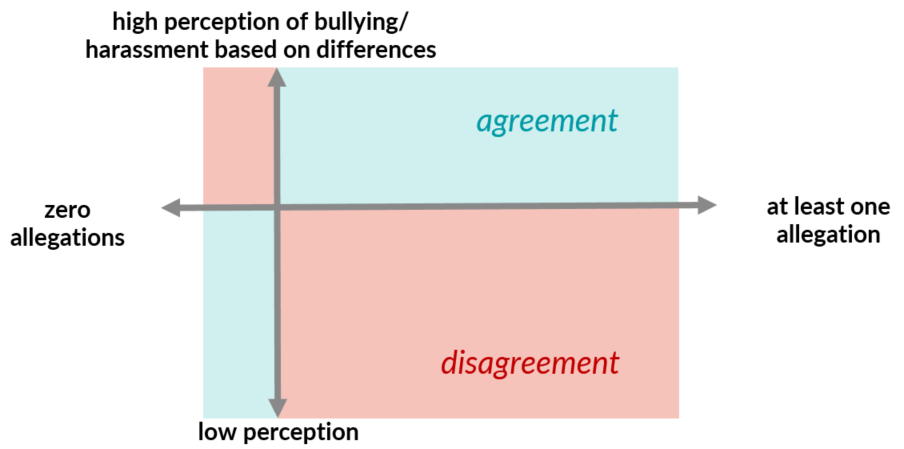 high perception of bullying/
harassment based on differences
agreement
zero
allegations
at least one
allegation
disagreement
low perception